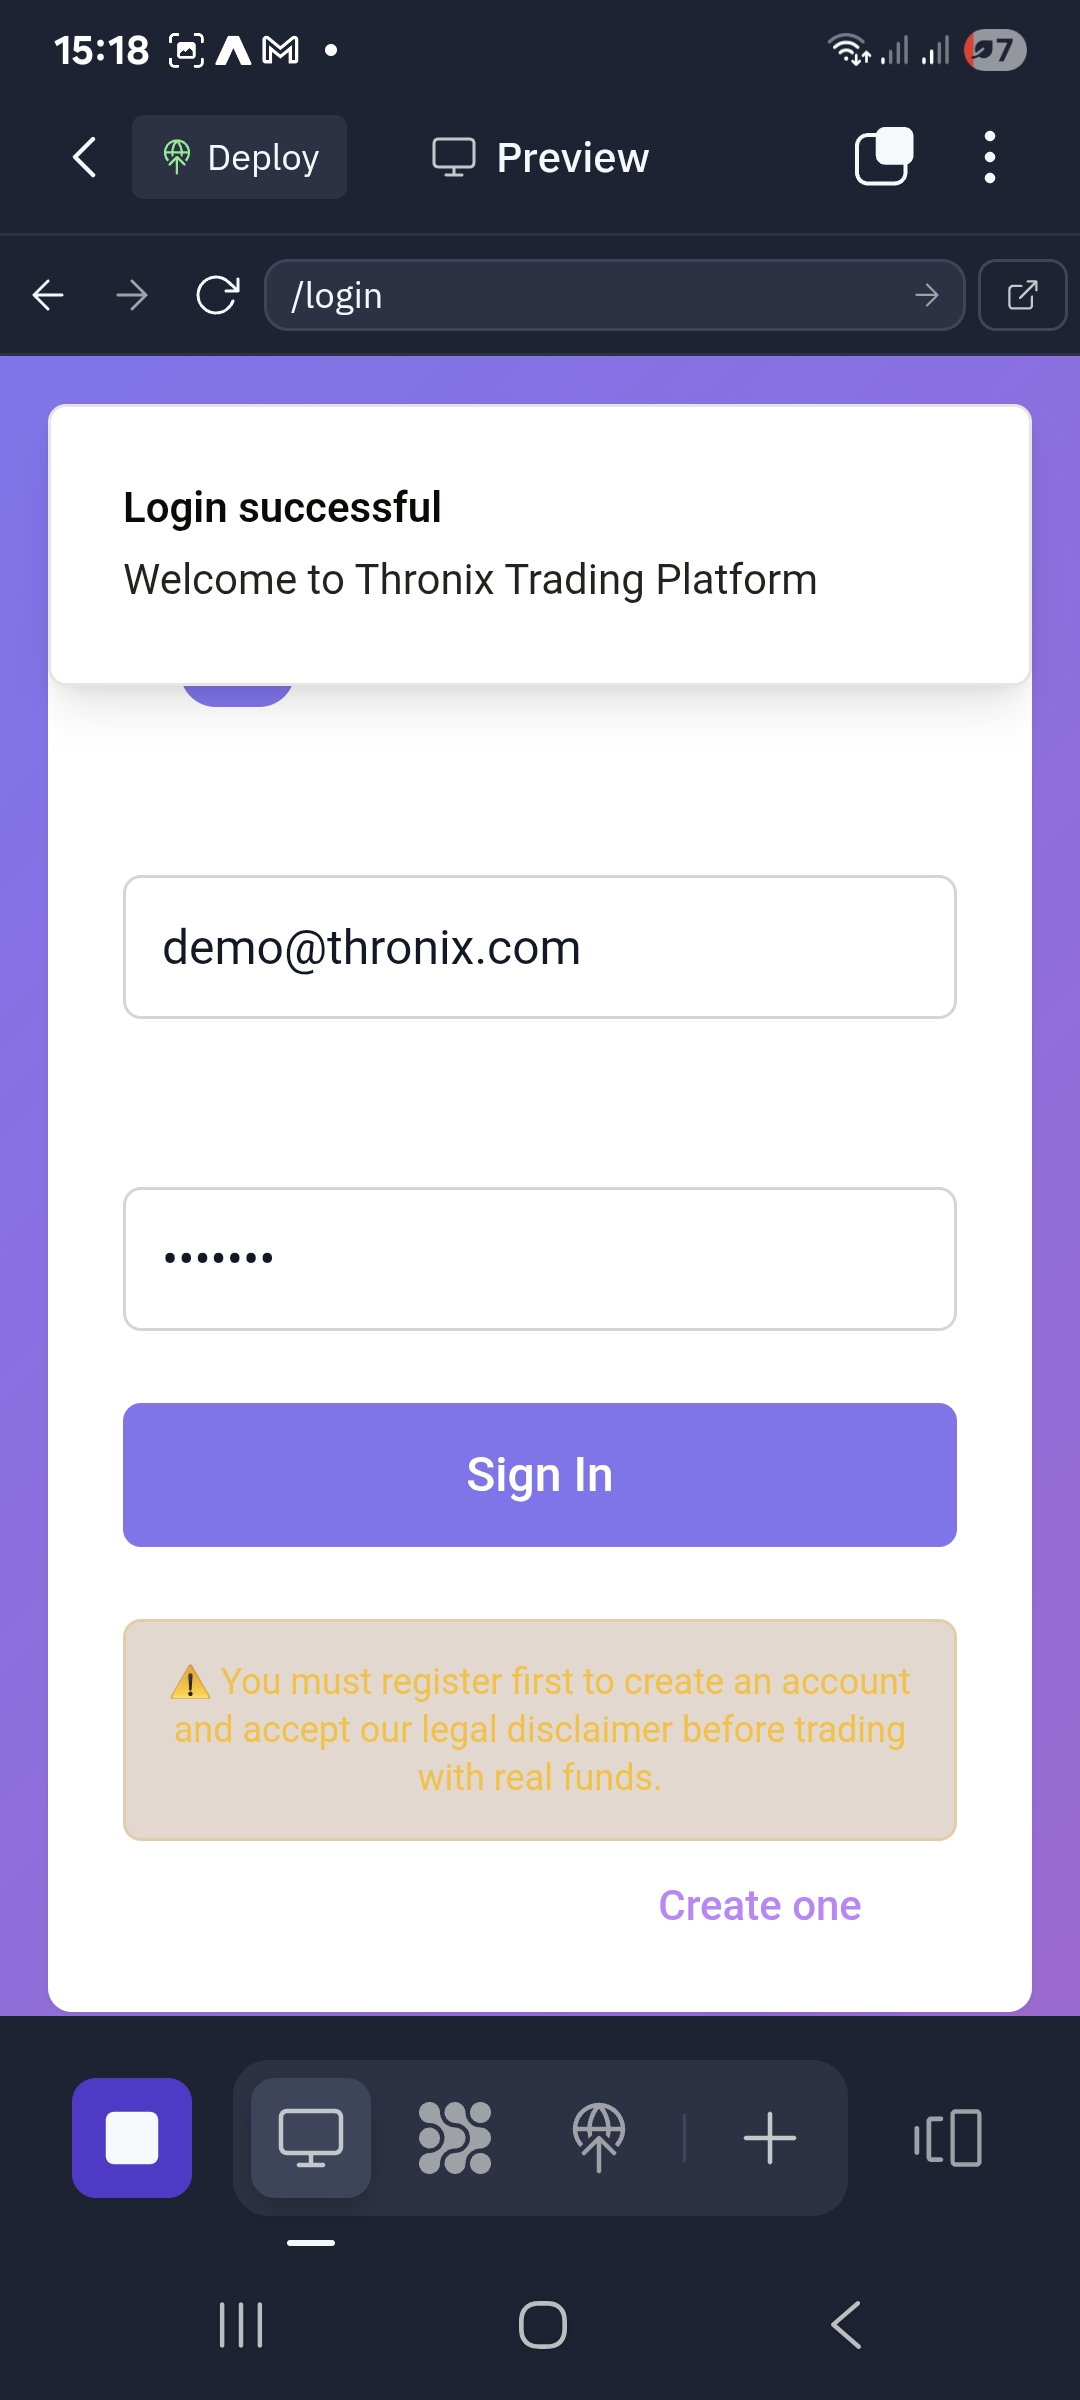 15:18
97
Deploy
Preview
/login
Login successful
Welcome to Thronix Trading Platform
demo@thronix.com
•••••••
Sign In
⚠️ You must register first to create an account
and accept our legal disclaimer before trading
with real funds.
Create one